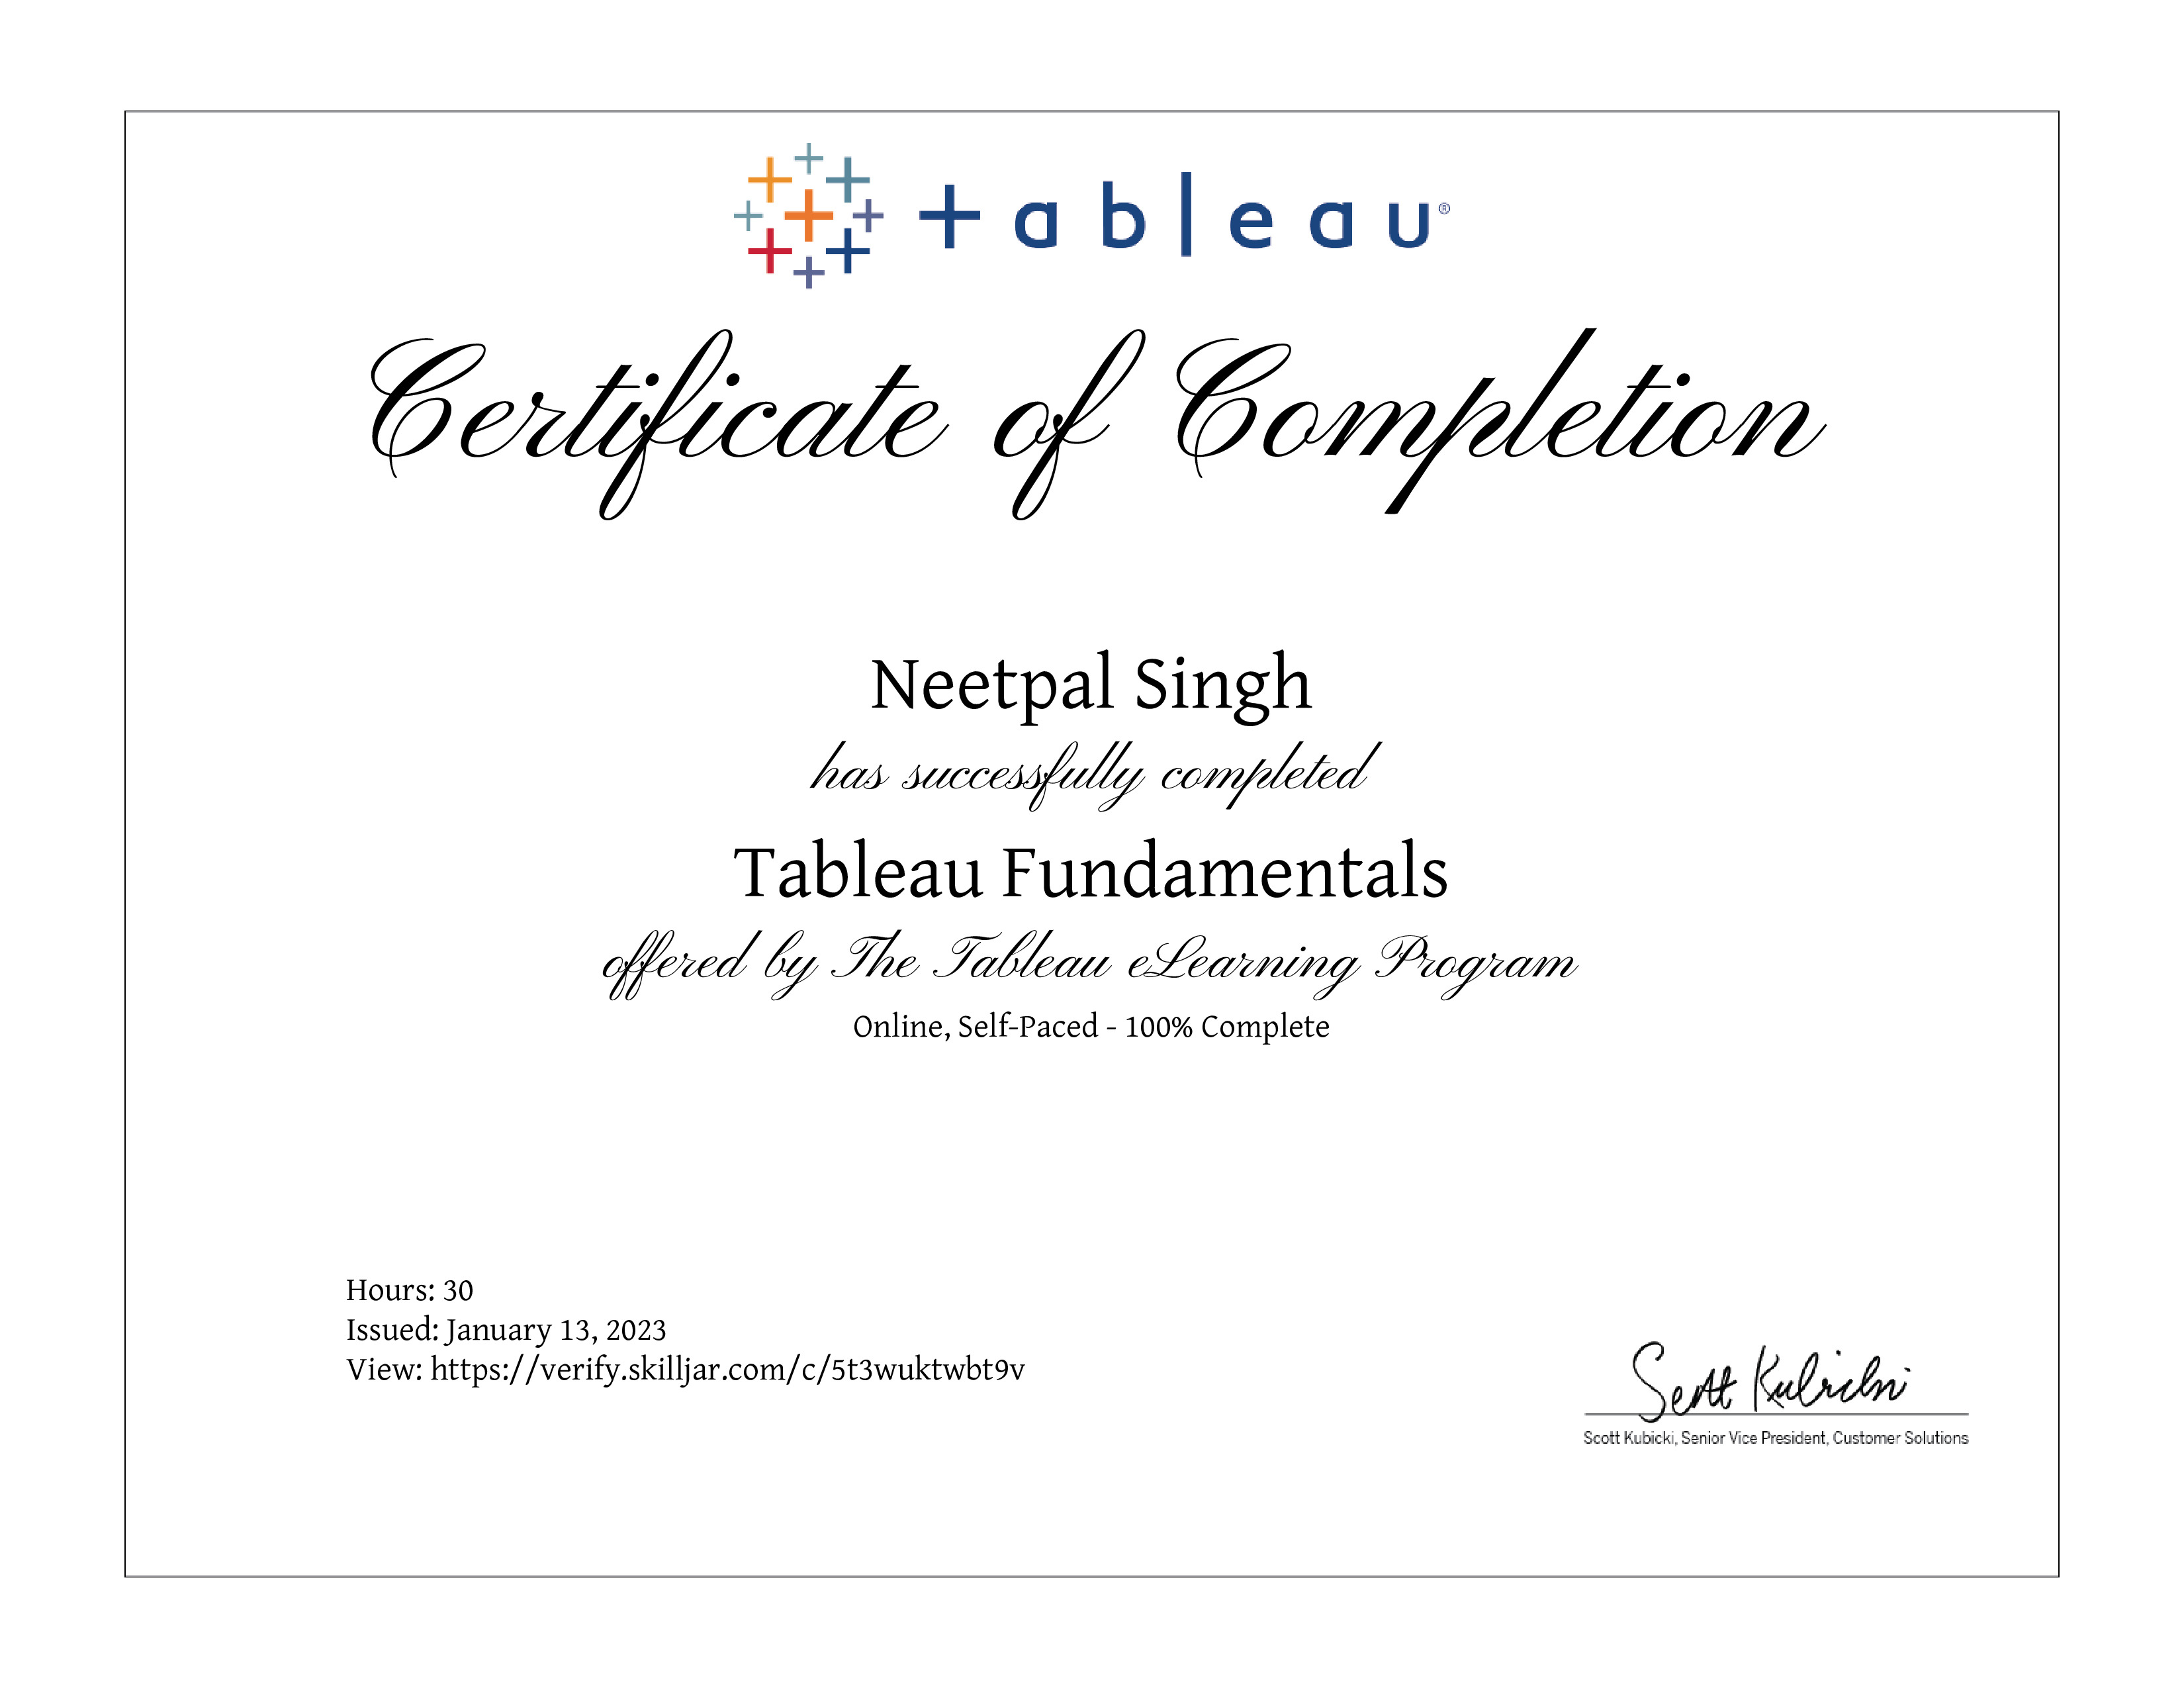 +ableau®
Certificate of Completion
Neetpal Singh
has successfully completed
Tableau Fundamentals
offered by The Tableau eLearning Program
Online, Self-Paced - 100% Complete
Hours: 30
Issued: January 13, 2023
View: https://verify.skilljar.com/c/5t3wuktwbt9v
Scott Kubicki
Scott Kubicki, Senior Vice President, Customer Solutions